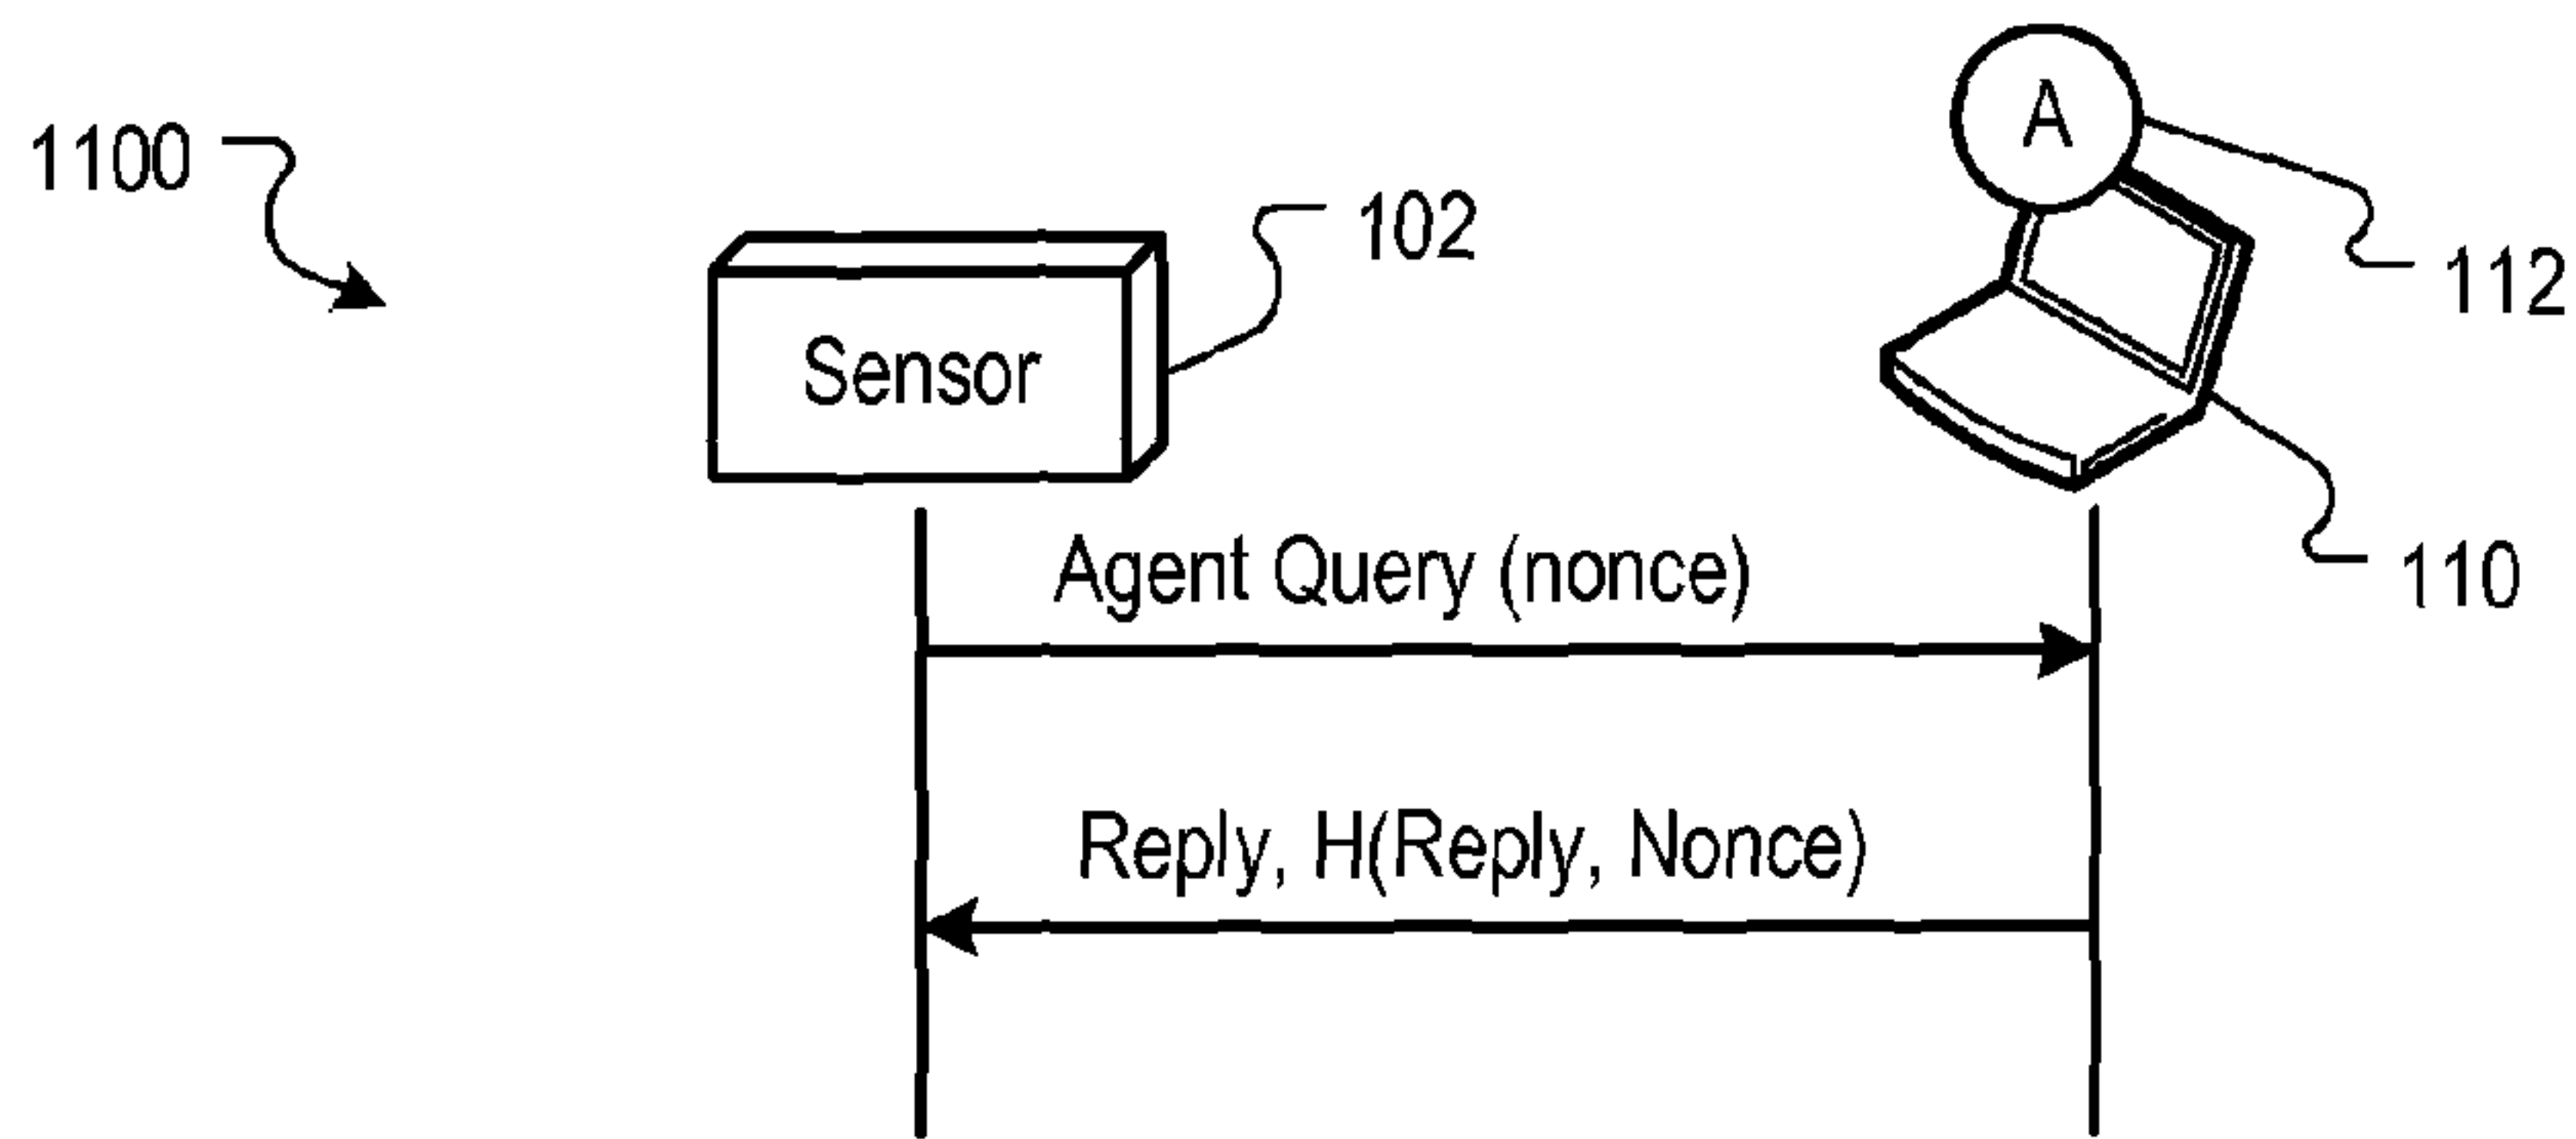 A
1100
102
112
Sensor
110
Agent Query (nonce)
Reply, H(Reply, Nonce)